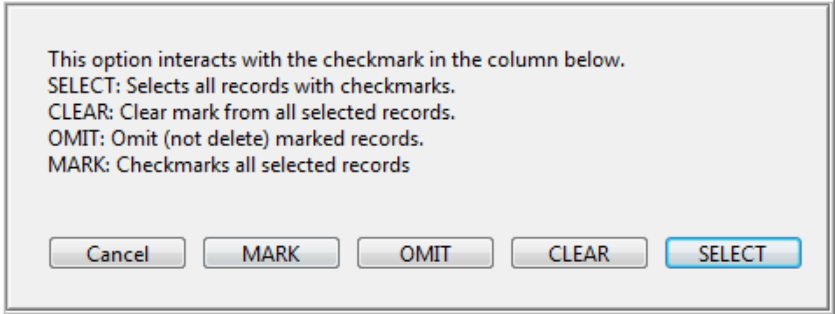 This option interacts with the checkmark in the column below.
SELECT: Selects all records with checkmarks.
CLEAR: Clear mark from all selected records.
OMIT: Omit (not delete) marked records.
MARK: Checkmarks all selected records
Cancel MARK OMIT CLEAR SELECT